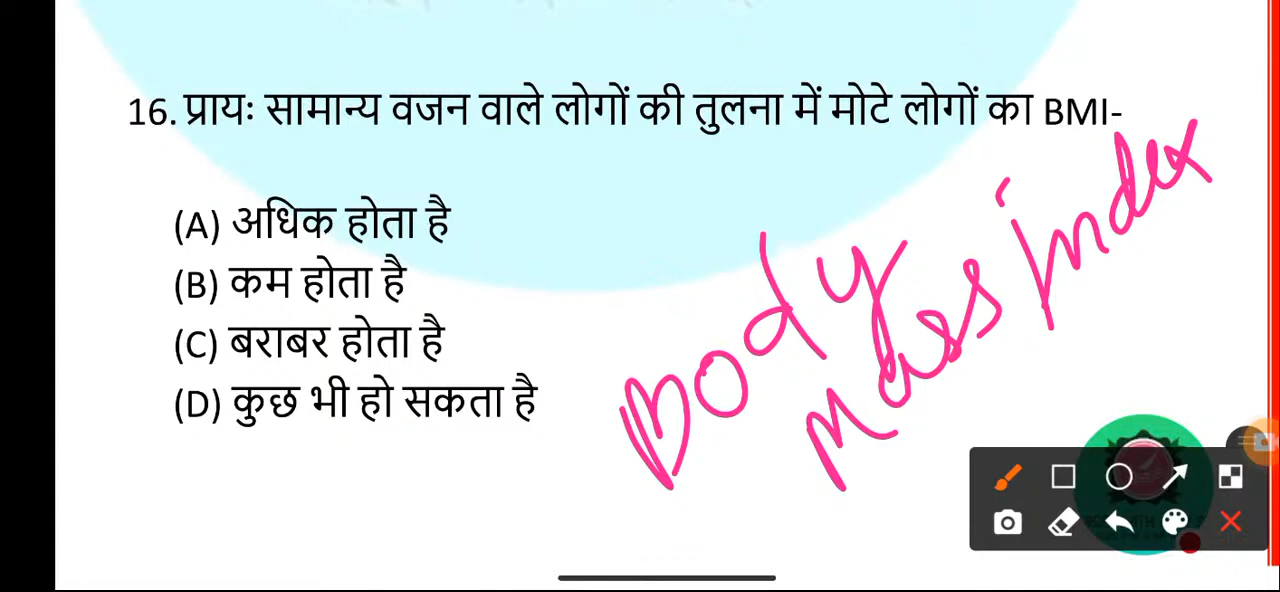 16. प्रायः सामान्य वजन वाले लोगों की तुलना में मोटे लोगों का BMI-
(A) अधिक होता है
(B) कम होता है
(C) बराबर होता है
(D) कुछ भी हो सकता है
Body
Mass index